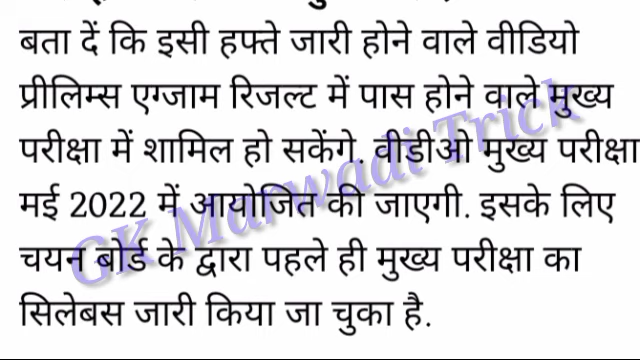 बता दें कि इसी हफ्ते जारी होने वाले वीडियो
प्रीलिम्स एग्जाम रिजल्ट में पास होने वाले मुख्य
परीक्षा में शामिल हो सकेंगे. वीडीओ मुख्य परीक्षा
मई 2022 में आयोजित की जाएगी. इसके लिए
चयन बोर्ड के द्वारा पहले ही मुख्य परीक्षा का
सिलेबस जारी किया जा चुका है.
GK Marwadi Trick